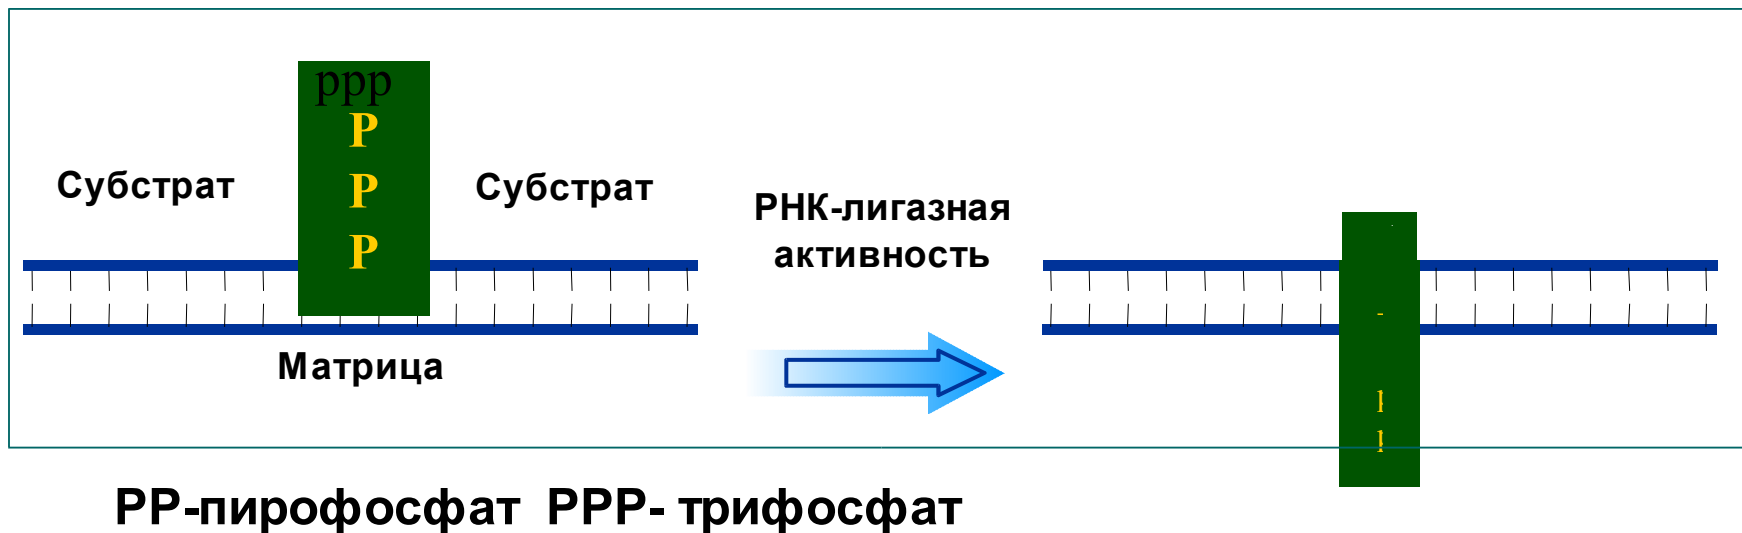 ppp
P
P
P
Субстрат
Субстрат
РНК-лигазная
активность
Матрица
РР-пирофосфат РРР- трифосфат